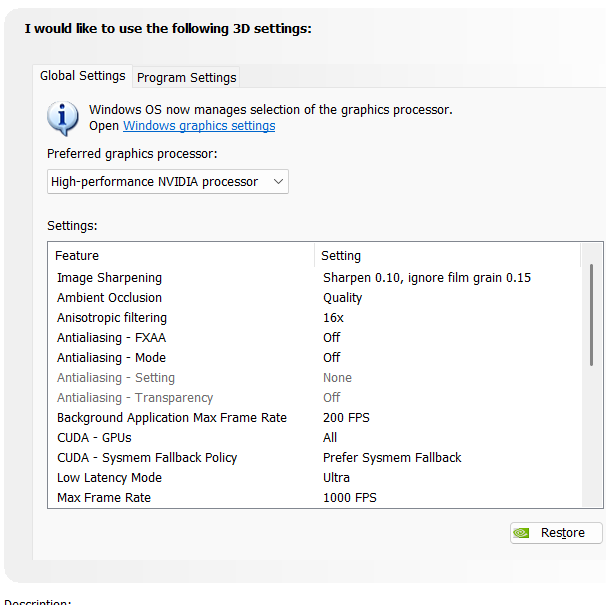 I would like to use the following 3D settings:
Global Settings
Program Settings
Windows OS now manages selection of the graphics processor.
Open Windows graphics settings
Preferred graphics processor:
High-performance NVIDIA processor
Settings:
Feature Setting
Image Sharpening Sharpen 0.10, ignore film grain 0.15
Ambient Occlusion Quality
Anisotropic filtering 16x
Antialiasing - FXAA Off
Antialiasing - Mode Off
Antialiasing - Setting None
Antialiasing - Transparency Off
Background Application Max Frame Rate 200 FPS
CUDA - GPUs All
CUDA - Sysmem Fallback Policy Prefer Sysmem Fallback
Low Latency Mode Ultra
Max Frame Rate 1000 FPS
Restore
Description: